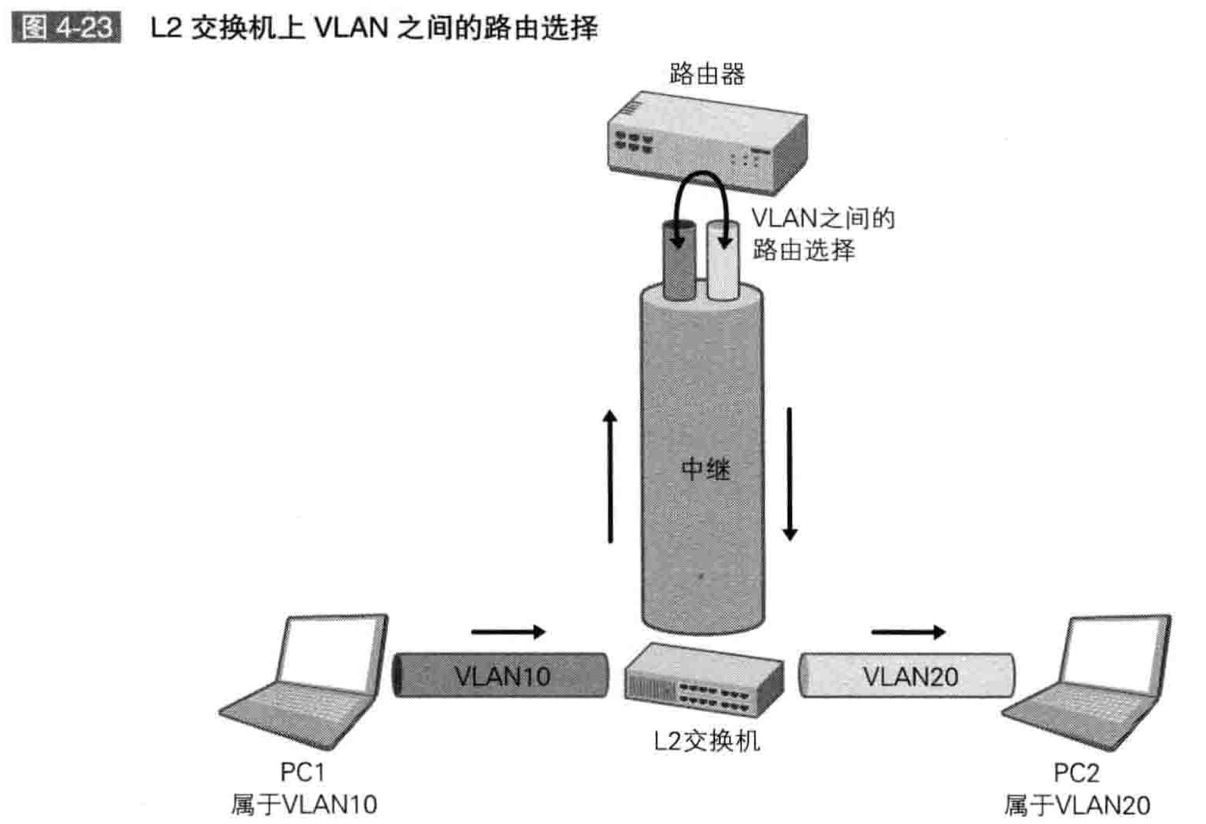 图 4-23 L2 交换机上 VLAN 之间的路由选择
路由器
VLAN之间的
路由选择
中继
VLAN10
VLAN20
L2交换机
PC1
属于VLAN10
PC2
属于VLAN20